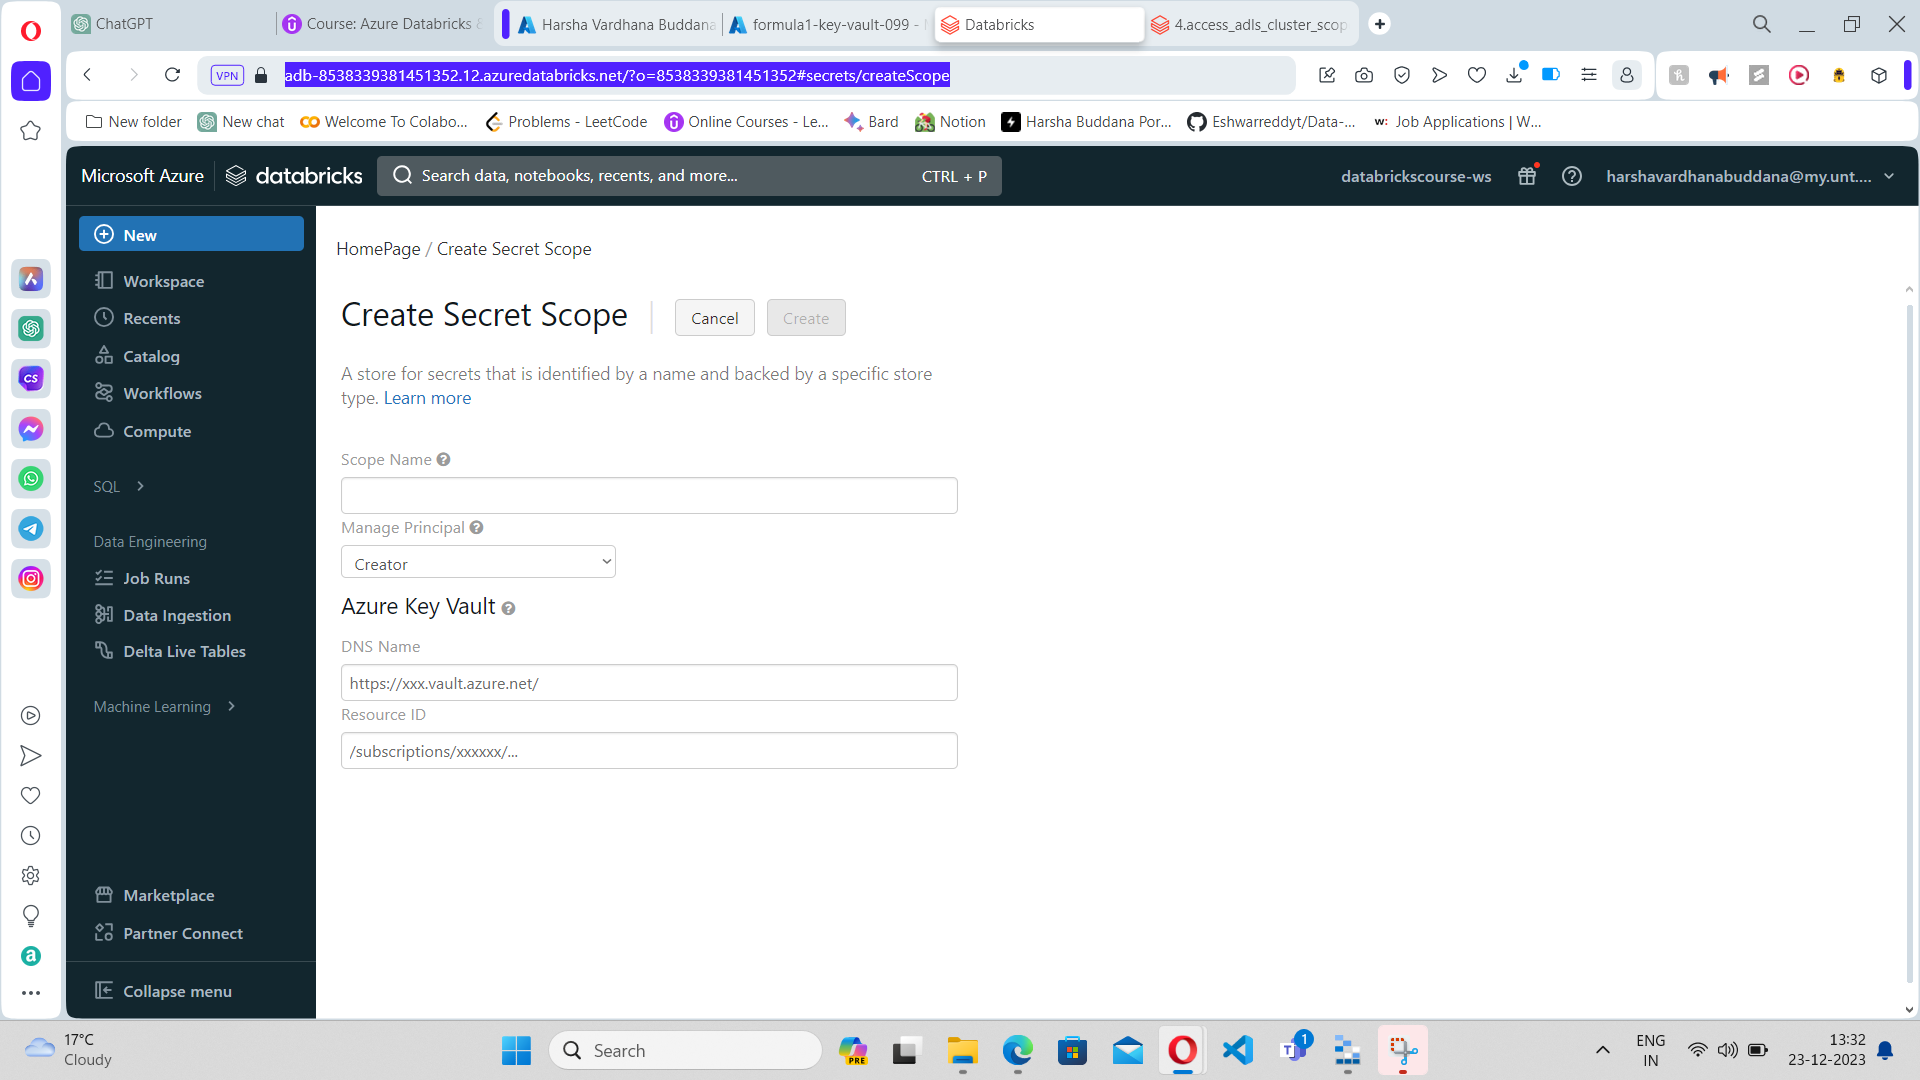 ChatGPT
Course: Azure Databricks &
Harsha Vardhana Buddana
formula1-key-vault-099 -
Databricks
4.access_adls_cluster_scop
VPN
adb-8538339381451352.12.azuredatabricks.net/?o=8538339381451352#secrets/createScope
New folder
New chat
Welcome To Colabo...
Problems - LeetCode
Online Courses - Le...
Bard
Notion
Harsha Buddana Por...
Eshwarreddyt/Data-...
w: Job Applications | W...
Microsoft Azure
databricks
Search data, notebooks, recents, and more...
CTRL + P
databrickscourse-ws
harshavardhanabuddana@my.unt....
New
Workspace
Recents
Catalog
Workflows
Compute
SQL
Data Engineering
Job Runs
Data Ingestion
Delta Live Tables
Machine Learning
Marketplace
Partner Connect
Collapse menu
HomePage / Create Secret Scope
Create Secret Scope
Cancel
Create
A store for secrets that is identified by a name and backed by a specific store
type. Learn more
Scope Name
Manage Principal
Creator
Azure Key Vault
DNS Name
https://xxx.vault.azure.net/
Resource ID
/subscriptions/xxxxxx/...
CS
a
17°C
Cloudy
Search
PRE
1
ENG
IN
13:32
23-12-2023